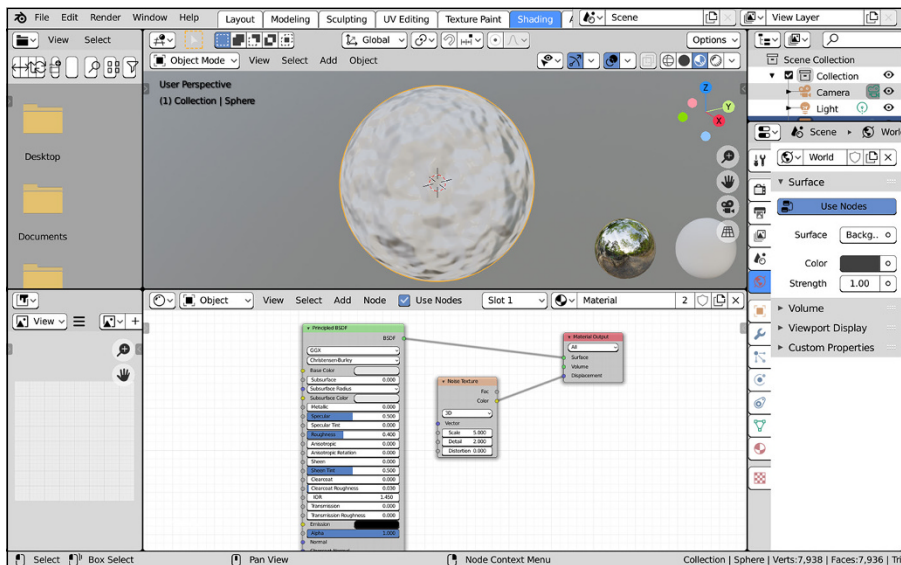 File Edit Render Window Help Layout Modeling Sculpting UV Editing Texture Paint Shading Scene View Layer
View Select Global Options
Object Mode View Select Add Object
User Perspective
(1) Collection | Sphere
Z
Y
X
Desktop
Documents
Scene Collection
Collection
Camera
Light
Scene Worl
World
Surface
Use Nodes
Surface Backg..
Color
Strength 1.00
Volume
Viewport Display
Custom Properties
View
Object View Select Add Node Use Nodes Slot 1 Material 2
Principled BSDF
BSDF
GGX
Christensen-Burley
Base Color
Subsurface 0.000
Subsurface Radius
Subsurface Color
Metallic 0.000
Specular 0.500
Specular Tint 0.000
Roughness 0.400
Anisotropic 0.000
Anisotropic Rotation 0.000
Sheen 0.000
Sheen Tint 0.500
Clearcoat 0.000
Clearcoat Roughness 0.030
IOR 1.450
Transmission 0.000
Transmission Roughness 0.000
Emission
Alpha 1.000
Normal
Noise Texture
Fac
Color
3D
Vector
Scale 5.000
Detail 2.000
Distortion 0.000
Material Output
All
Surface
Volume
Displacement
Select Box Select Pan View Node Context Menu Collection | Sphere | Verts:7,938 | Faces:7,936 | Tri